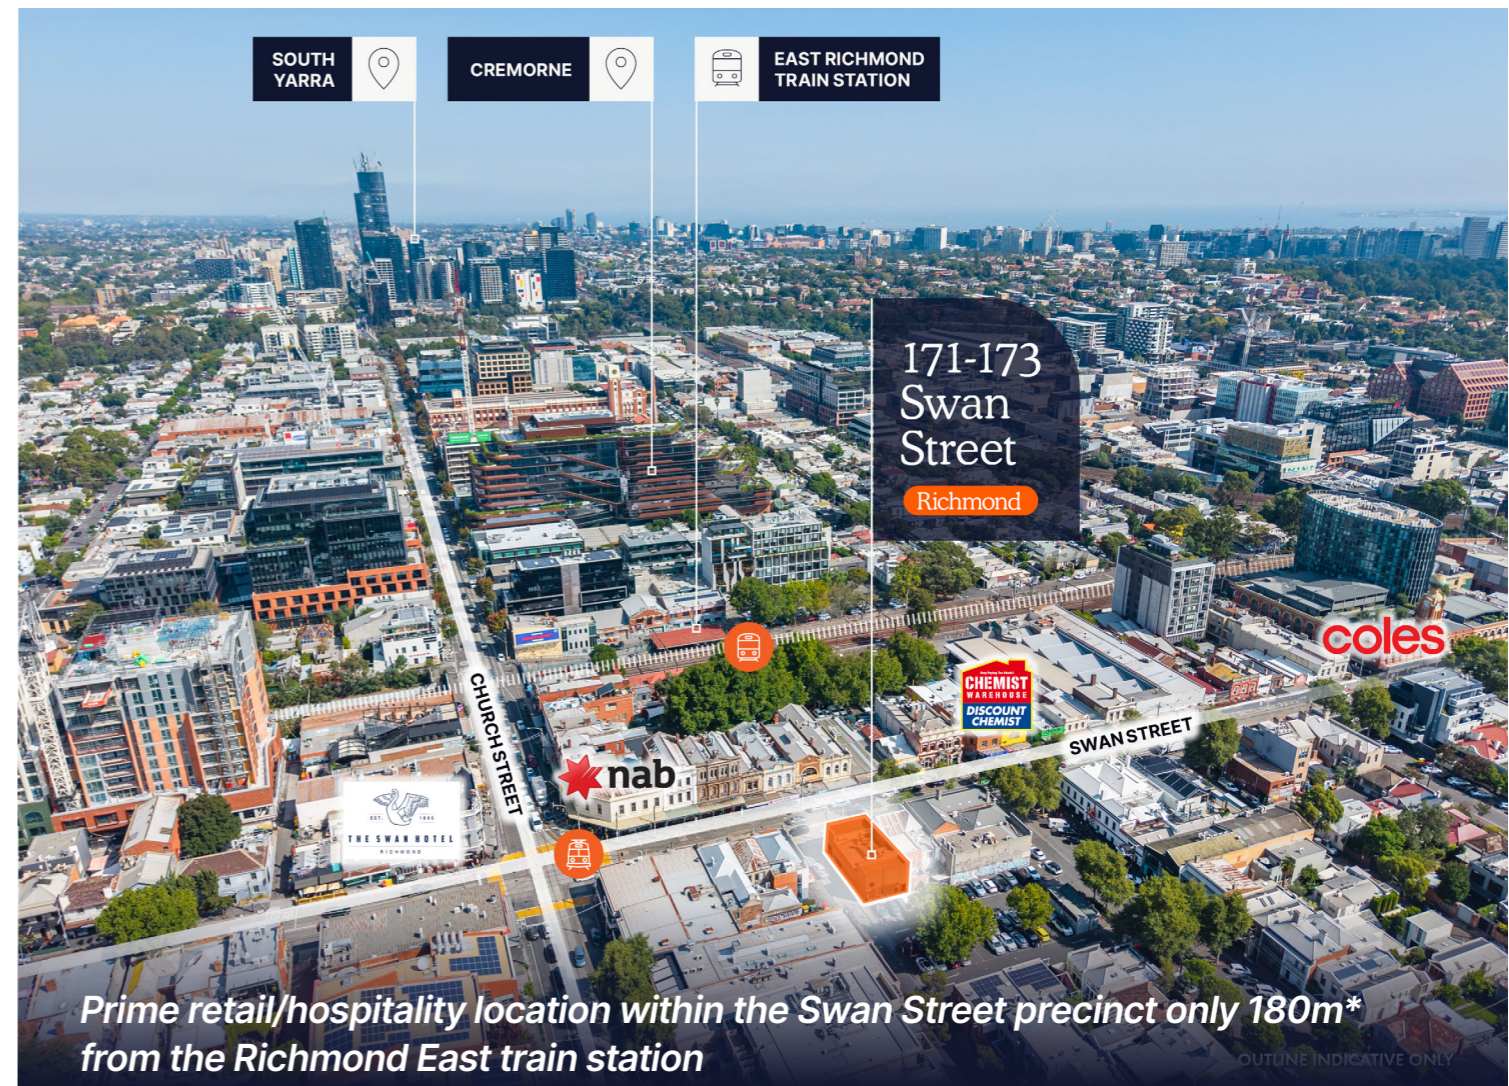 SOUTH
YARRA
CREMORNE
EAST RICHMOND
TRAIN STATION
171-173
Swan
Street
Richmond
coles
CHEMIST
WAREHOUSE
DISCOUNT
CHEMIST
SWAN STREET
CHURCH STREET
nab
EST. 1852
THE SWAN HOTEL
RICHMOND
Prime retail/hospitality location within the Swan Street precinct only 180m*
from the Richmond East train station
OUTLINE INDICATIVE ONLY